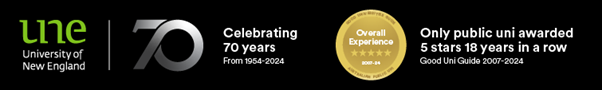 une
University of
New England
70
Celebrating
70 years
From 1954-2024
Overall
Experience
2007-24
Only public uni awarded
5 stars 18 years in a row
Good Uni Guide 2007-2024